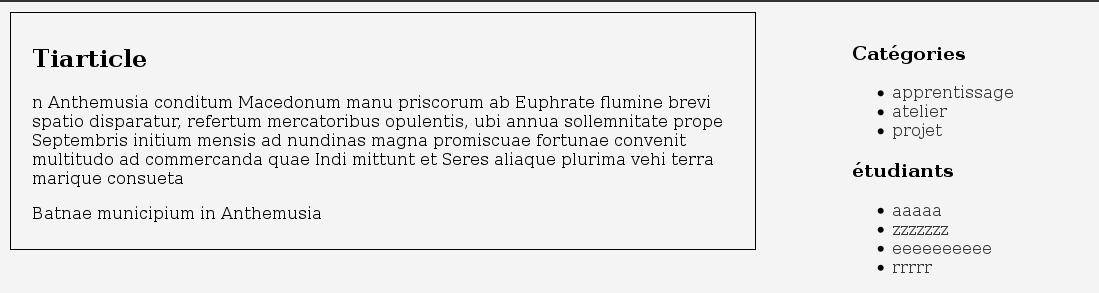 Tiarticle
n Anthemusia conditum Macedonum manu priscorum ab Euphrate flumine brevi
spatio disparatur, refertum mercatoribus opulentis, ubi annua sollemnitate prope
Septembris initium mensis ad nundinas magna promiscuae fortunae convenit
multitudo ad commercanda quae Indi mittunt et Seres aliaque plurima vehi terra
marique consueta
Batnae municipium in Anthemusia
Catégories
apprentissage
atelier
projet
étudiants
aaaaa
zzzzzzz
eeeeeeeeee
rrrrr